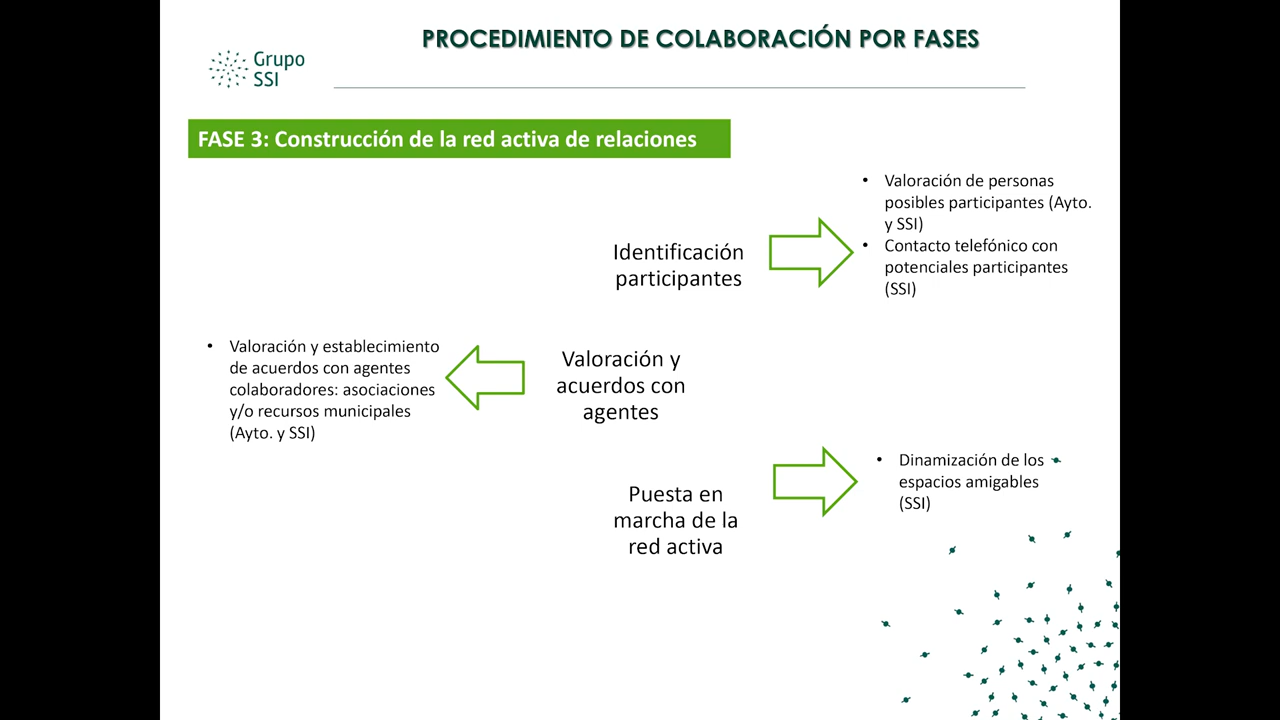 PROCEDIMIENTO DE COLABORACIÓN POR FASES
Grupo
SSI
FASE 3: Construcción de la red activa de relaciones
Identificación
participantes
• Valoración de personas
posibles participantes (Ayto.
y SSI)
• Contacto telefónico con
potenciales participantes
(SSI)
• Valoración y establecimiento
de acuerdos con agentes
colaboradores: asociaciones
y/o recursos municipales
(Ayto. y SSI)
Valoración y
acuerdos con
agentes
Puesta en
marcha de la
red activa
• Dinamización de los
espacios amigables
(SSI)